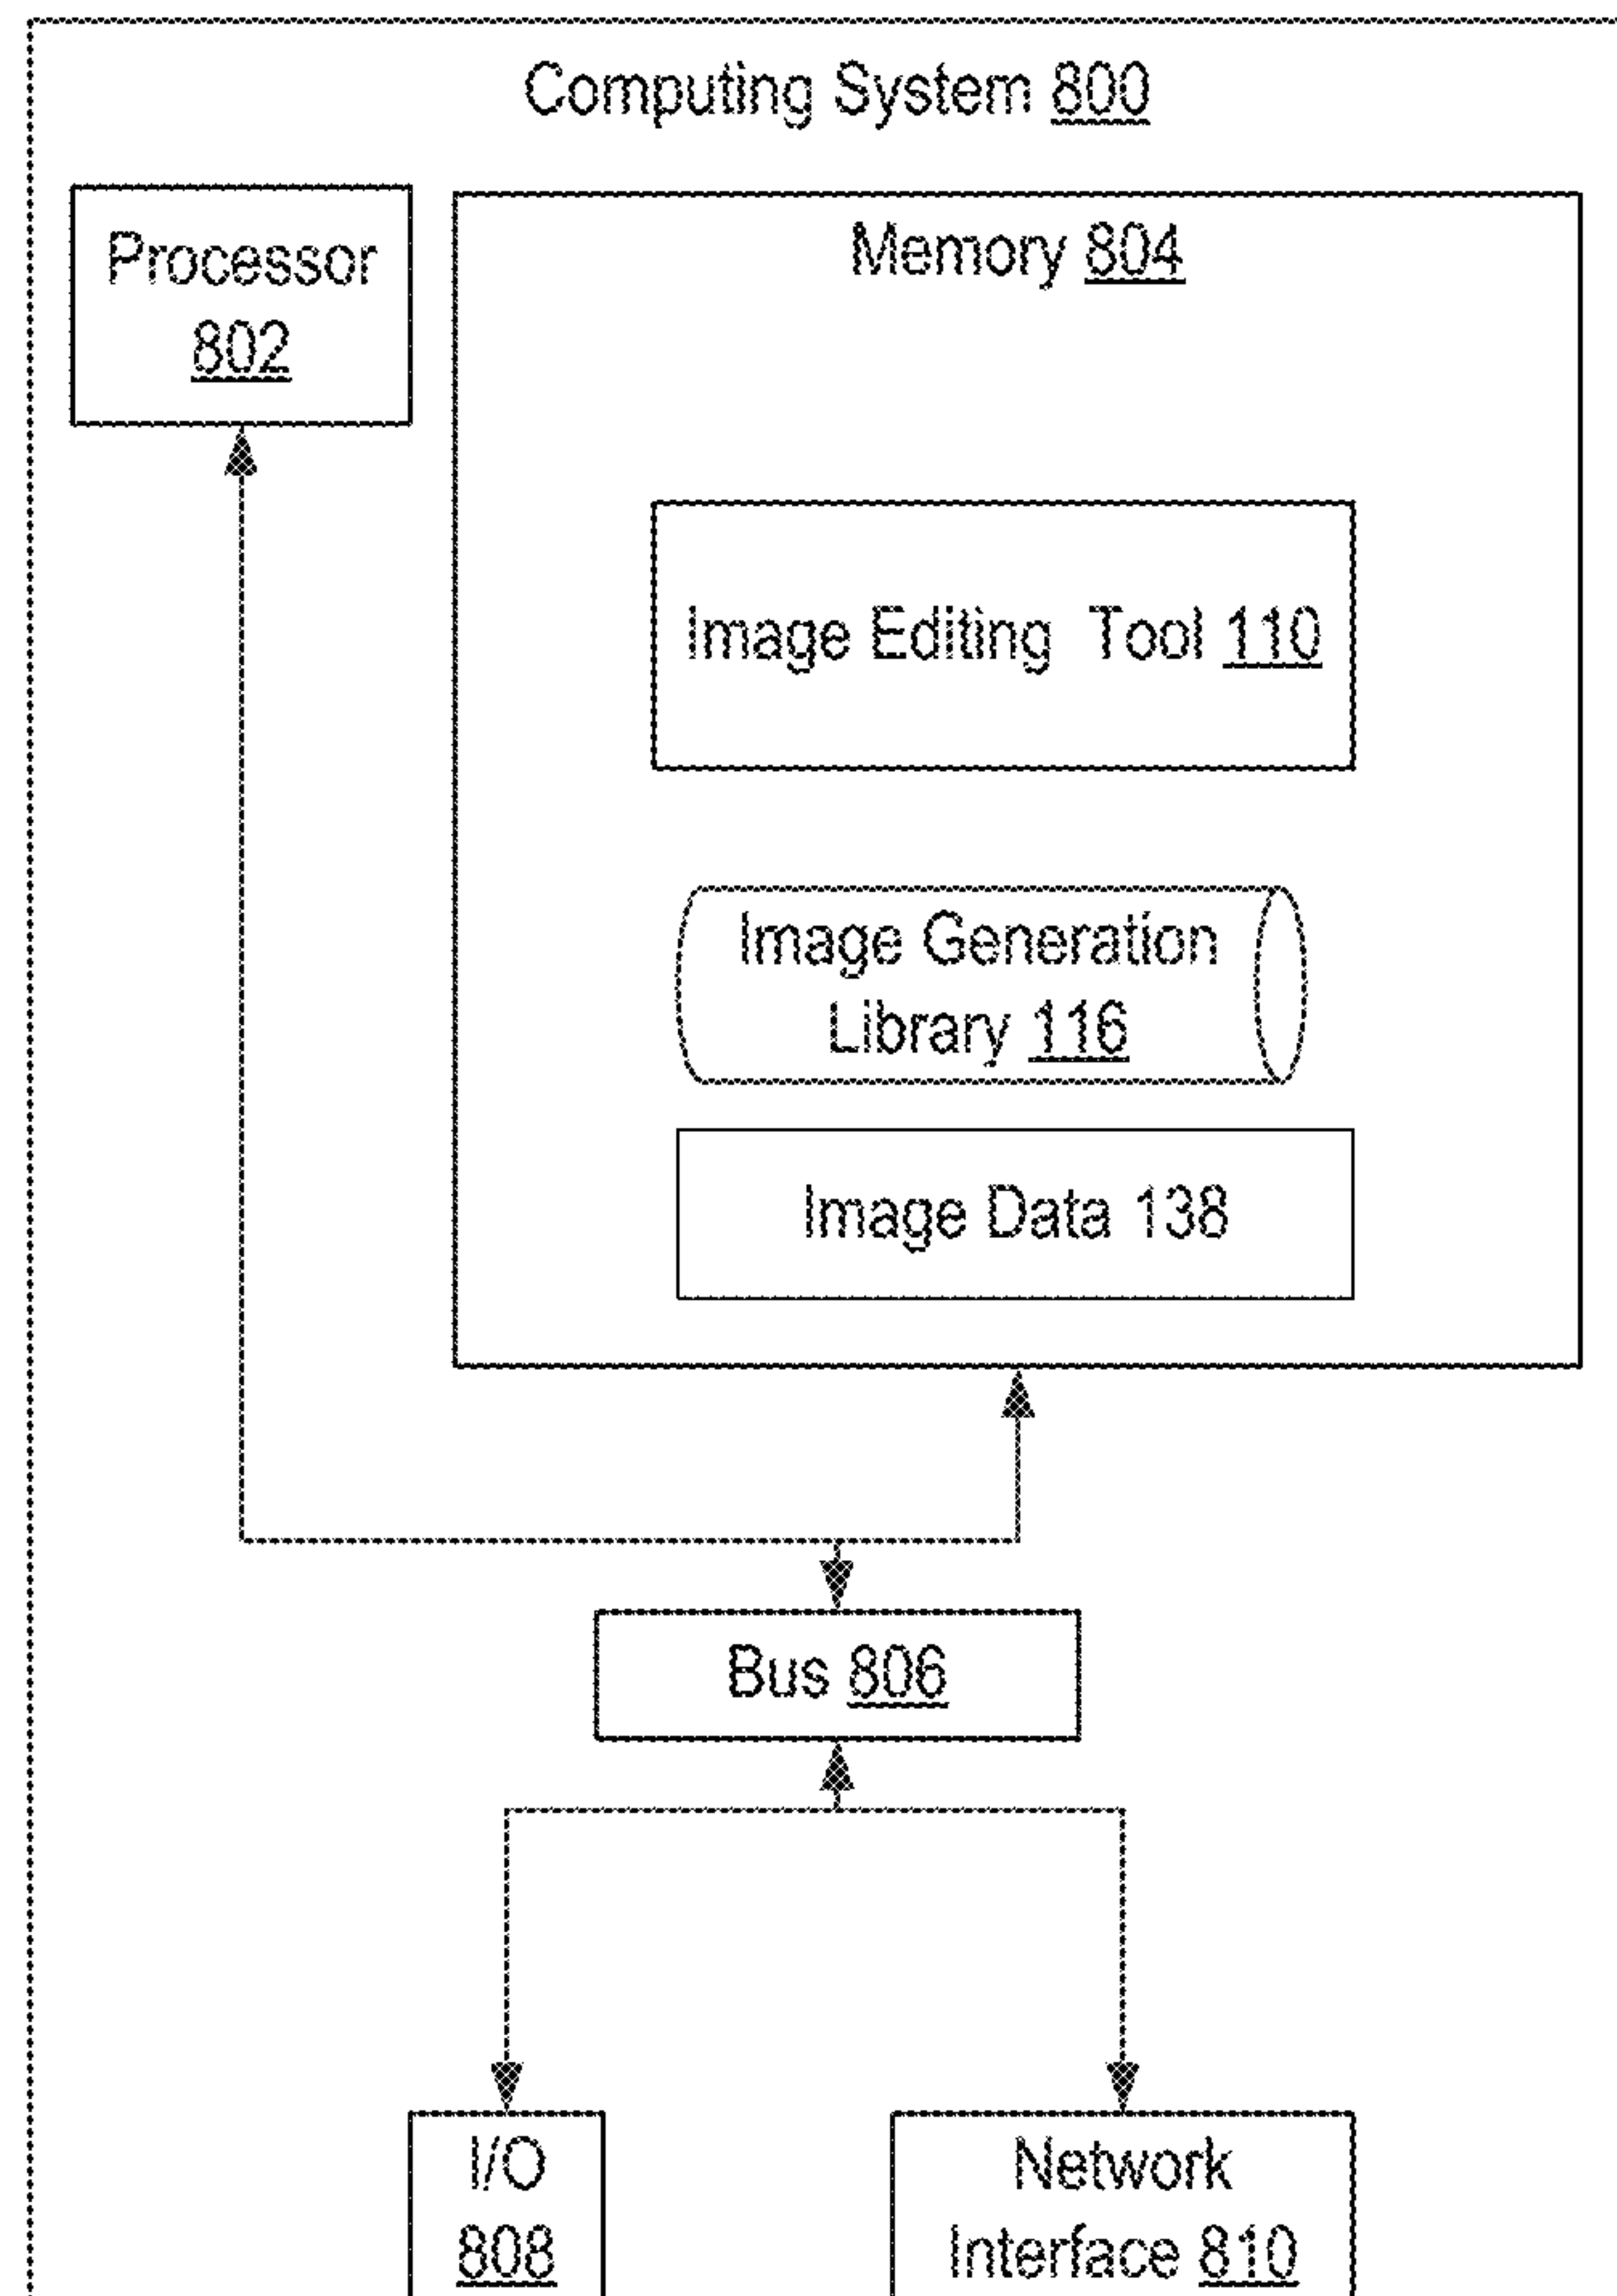 Computing System 800
Processor
802
Memory 804
Image Editing Tool 110
Image Generation
Library 116
Image Data 138
Bus 806
I/O
808
Network
Interface 810